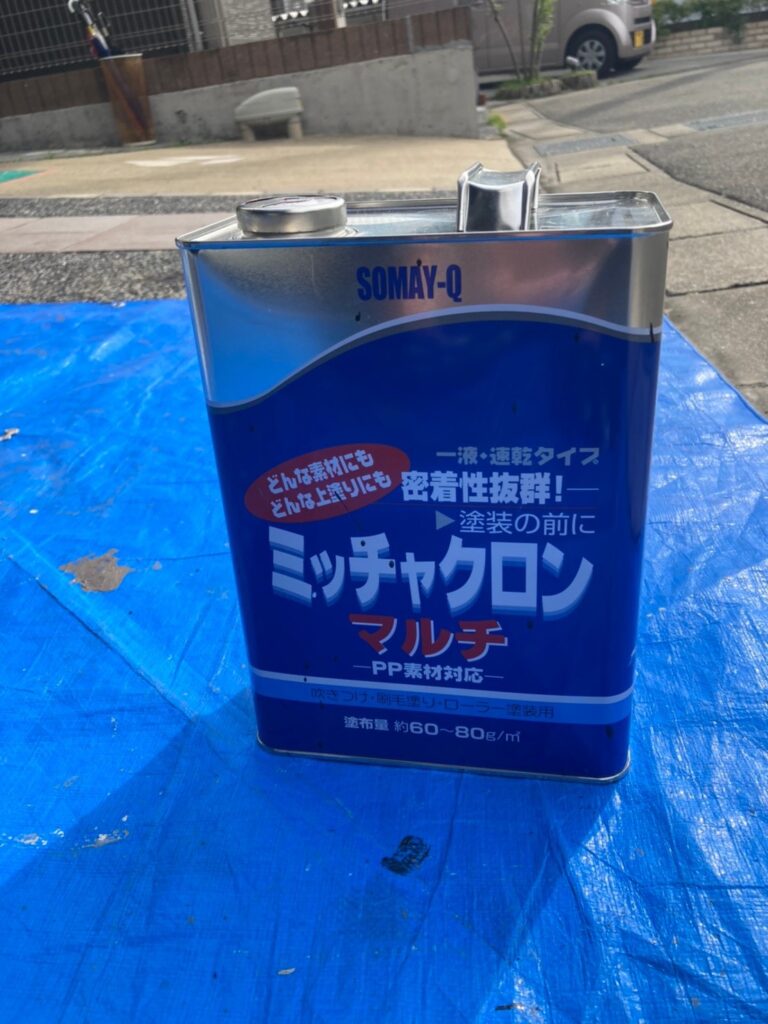 SOMAY-Q
どんな素材にも
どんな上塗りにも
一液・速乾タイプ
密着性抜群!
▶塗装の前に
ミッチャクロン
マルチ
PP素材対応
吹きつけ・刷毛塗り・ローラー塗装用
塗布量 約60〜80g/㎡